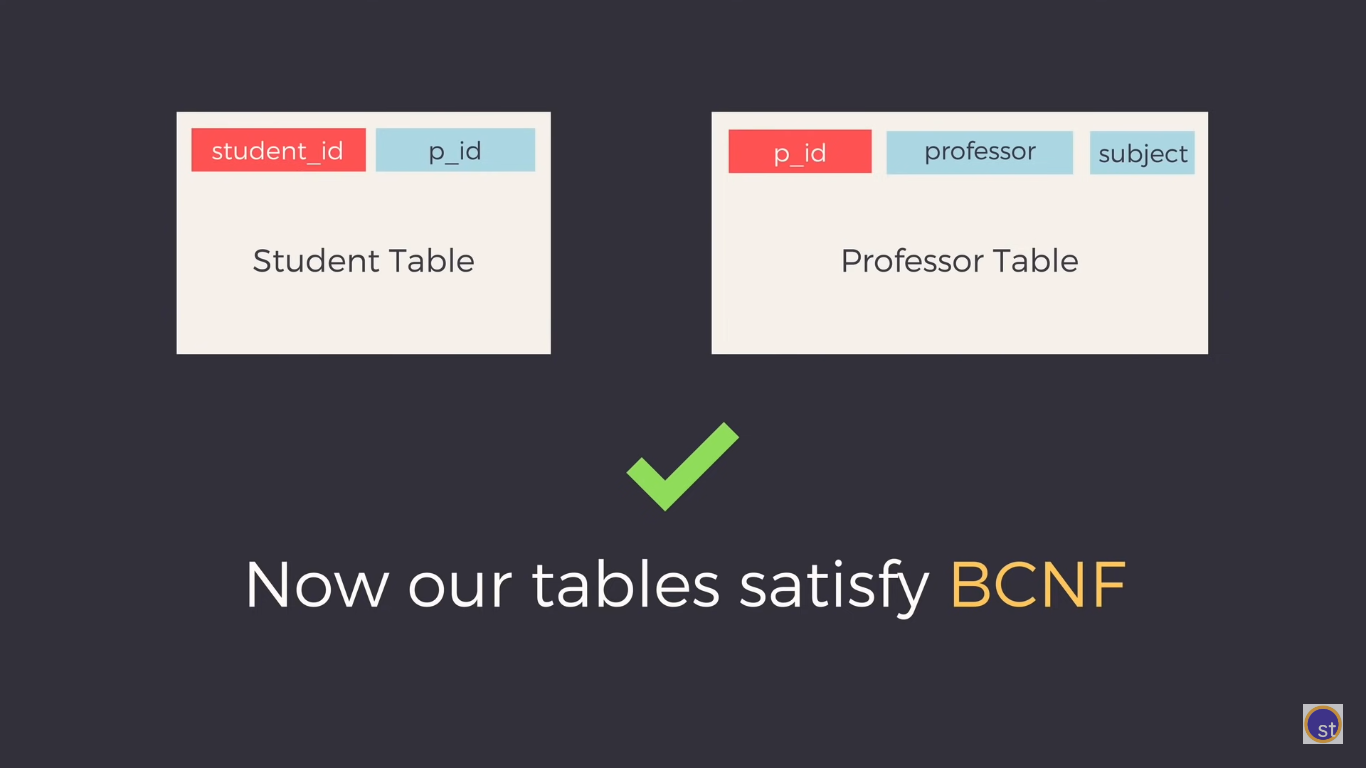 student_id p_id
Student Table
p_id professor subject
Professor Table
Now our tables satisfy BCNF
st